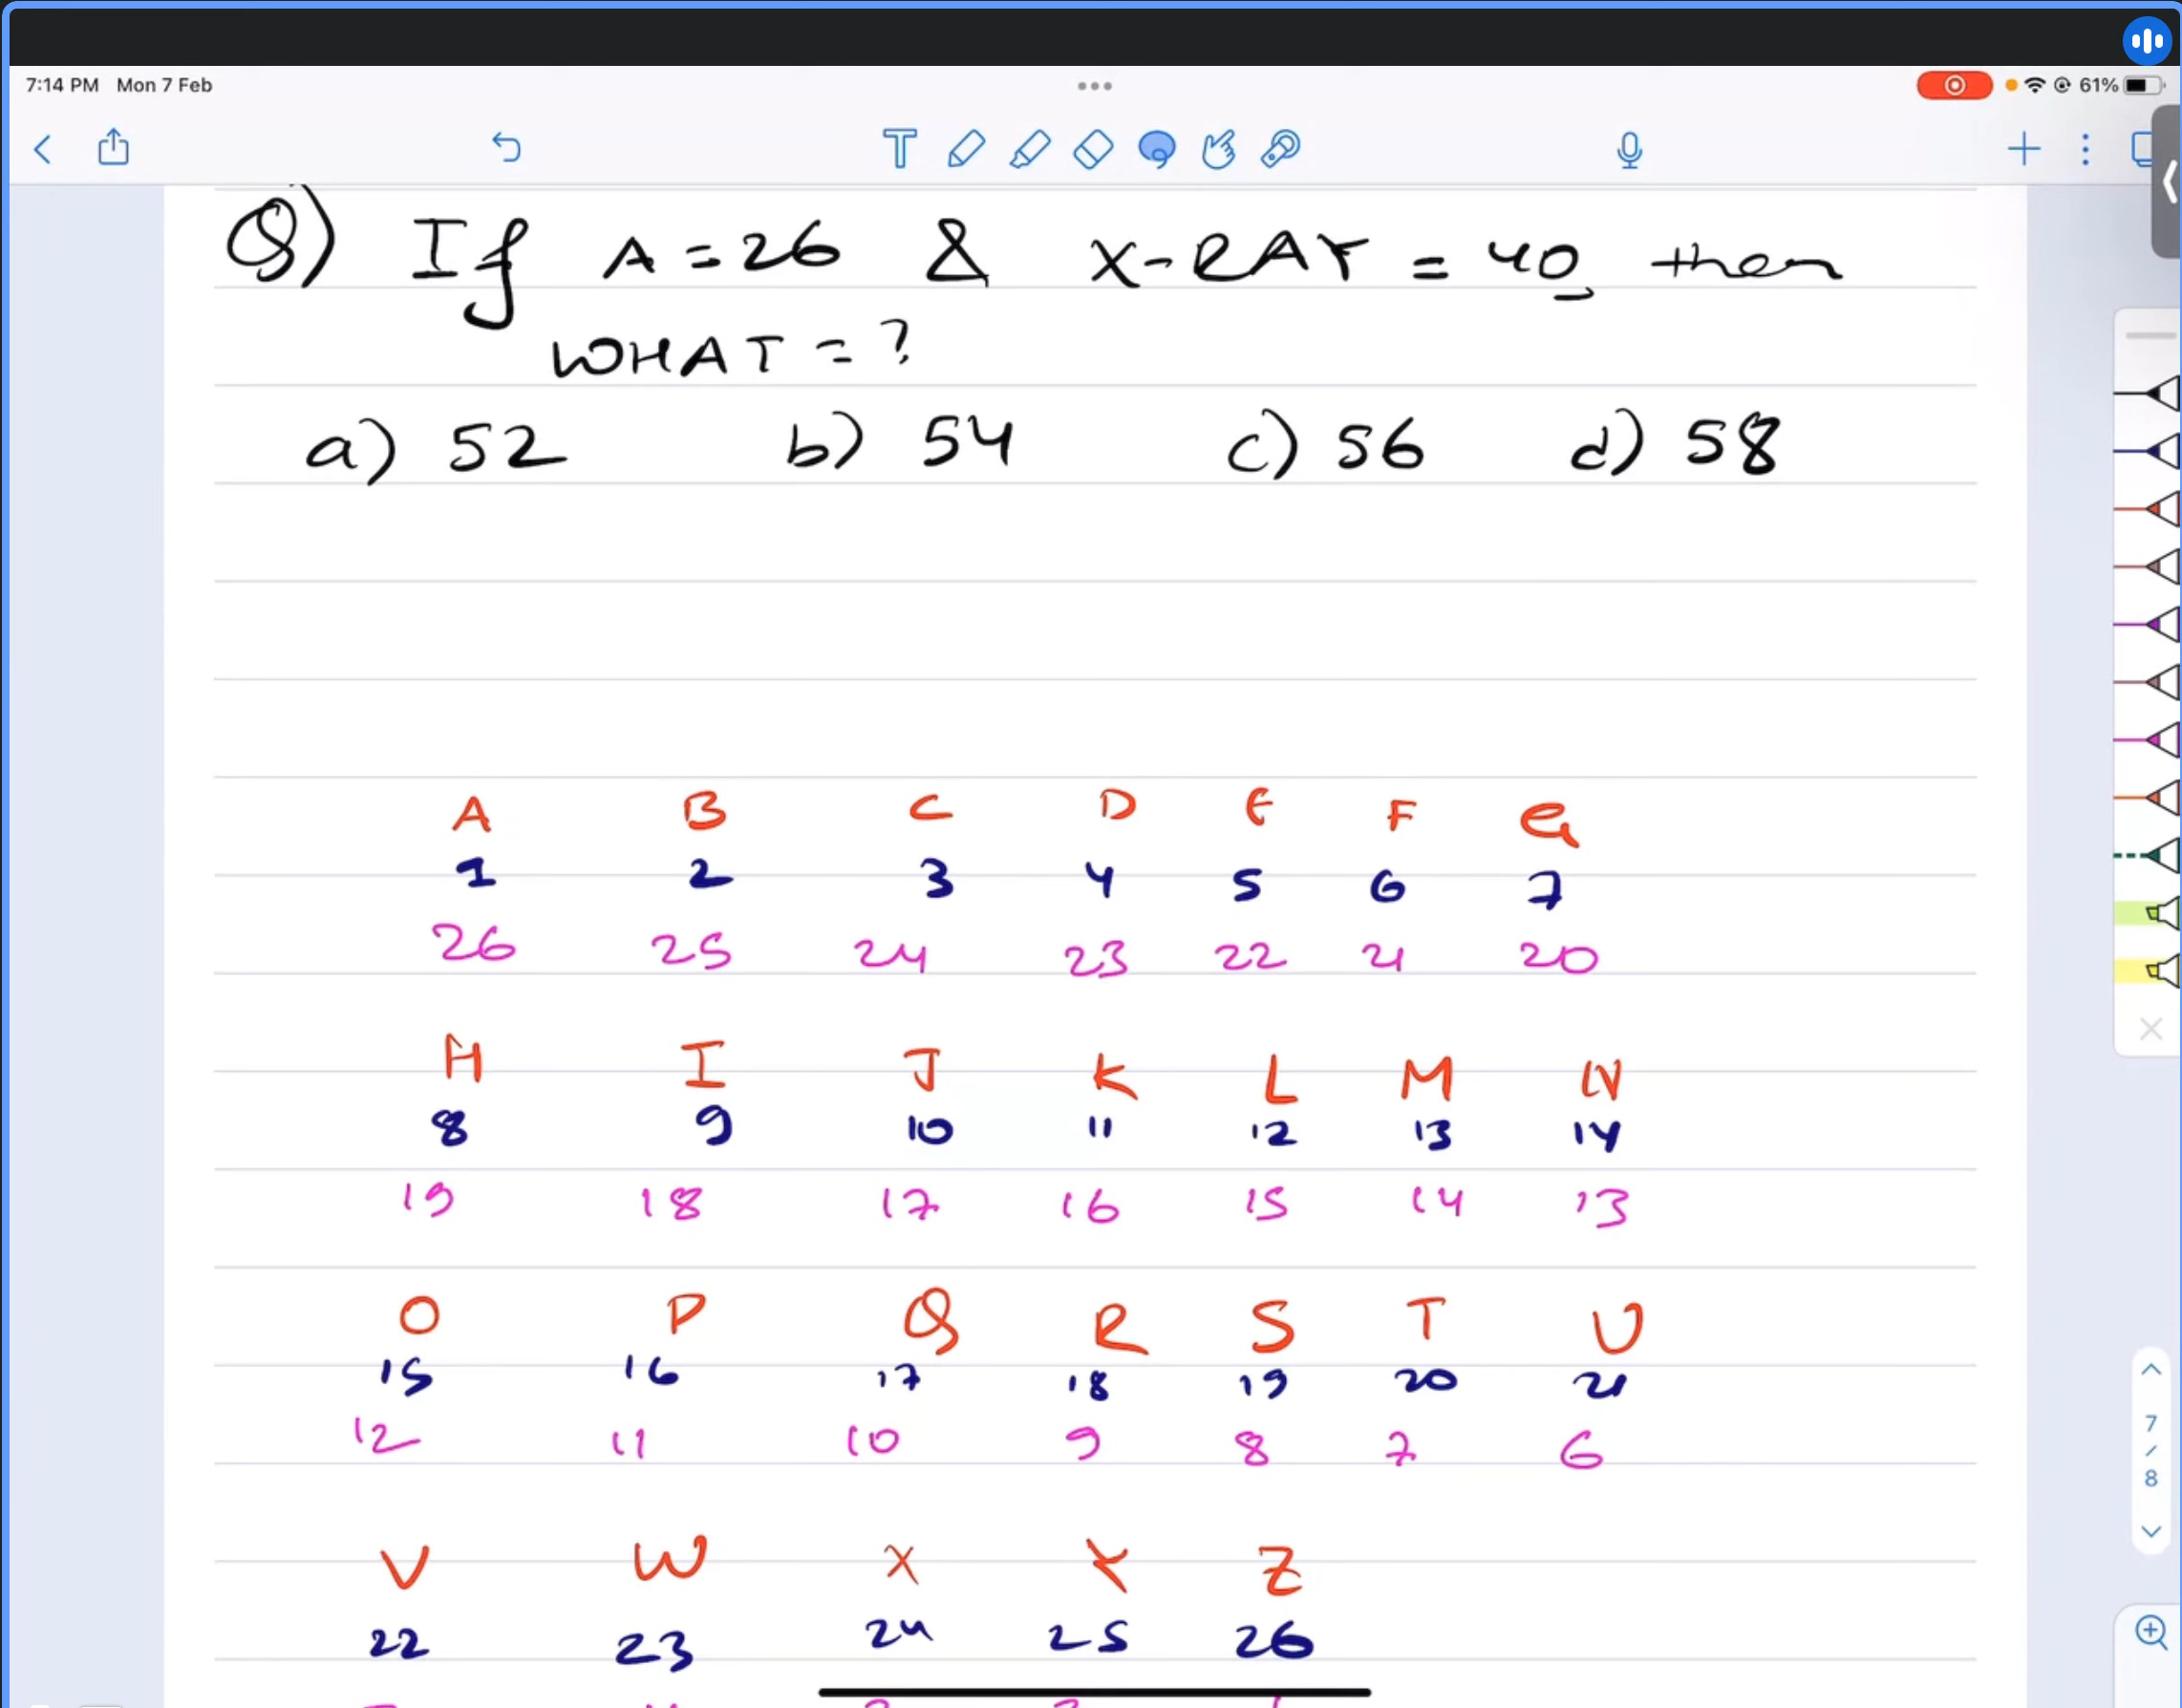 7:14 PM Mon 7 Feb
61%
Q) If A = 26 & X-RAY = 40, then
WHAT = ?
a) 52 b) 54 c) 56 d) 58
A B C D E F G
1 2 3 4 5 6 7
26 25 24 23 22 21 20
H I J K L M N
8 9 10 11 12 13 14
19 18 17 16 15 14 13
O P Q R S T U
15 16 17 18 19 20 21
12 11 10 9 8 7 6
V W X Y Z
22 23 24 25 26
7
/
8